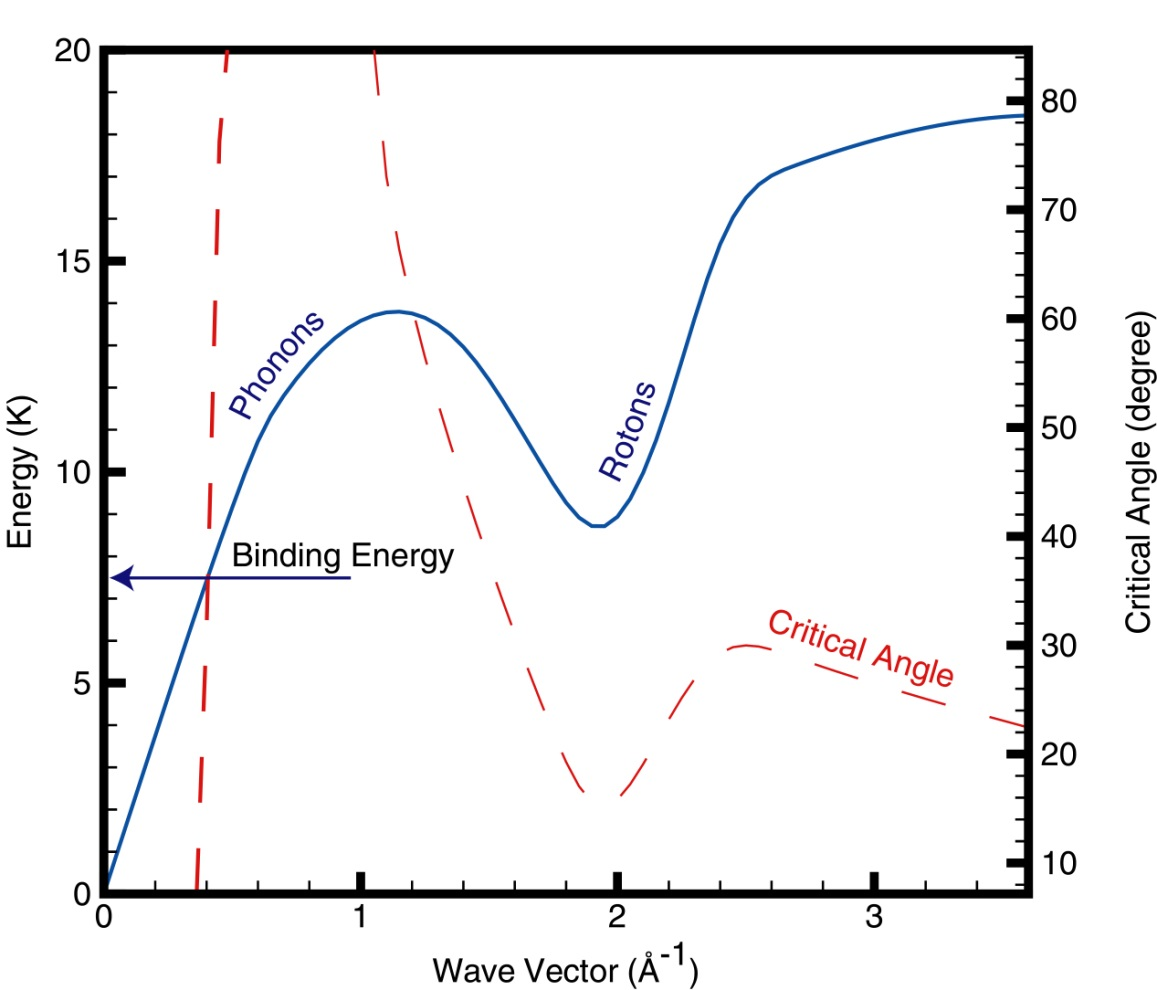 20
15
10
5
0
Energy (K)
0
1
2
3
Wave Vector (Å-1)
80
70
60
50
40
30
20
10
Critical Angle (degree)
Phonons
Rotons
Binding Energy
Critical Angle